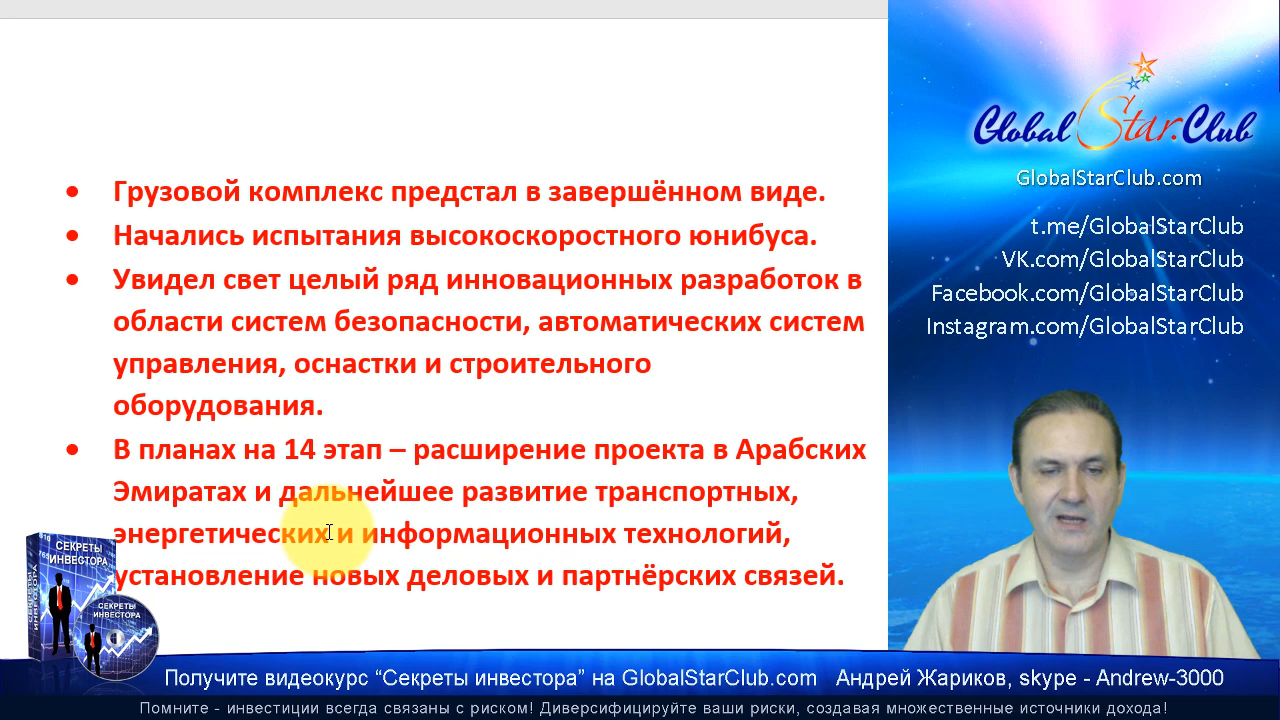 Грузовой комплекс предстал в завершённом виде.
Начались испытания высокоскоростного юнибуса.
Увидел свет целый ряд инновационных разработок в
области систем безопасности, автоматических систем
управления, оснастки и строительного
оборудования.
В планах на 14 этап – расширение проекта в Арабских
Эмиратах и дальнейшее развитие транспортных,
энергетических и информационных технологий,
установление новых деловых и партнёрских связей.
Global Star.Club
GlobalStarClub.com
t.me/GlobalStarClub
VK.com/GlobalStarClub
Facebook.com/GlobalStarClub
Instagram.com/GlobalStarClub
СЕКРЕТЫ
ИНВЕСТОРА
СЕКРЕТЫ
ИНВЕСТОРА
Получите видеокурс “Секреты инвестора” на GlobalStarClub.com Андрей Жариков, skype - Andrew-3000
Помните - инвестиции всегда связаны с риском! Диверсифицируйте ваши риски, создавая множественные источники дохода!